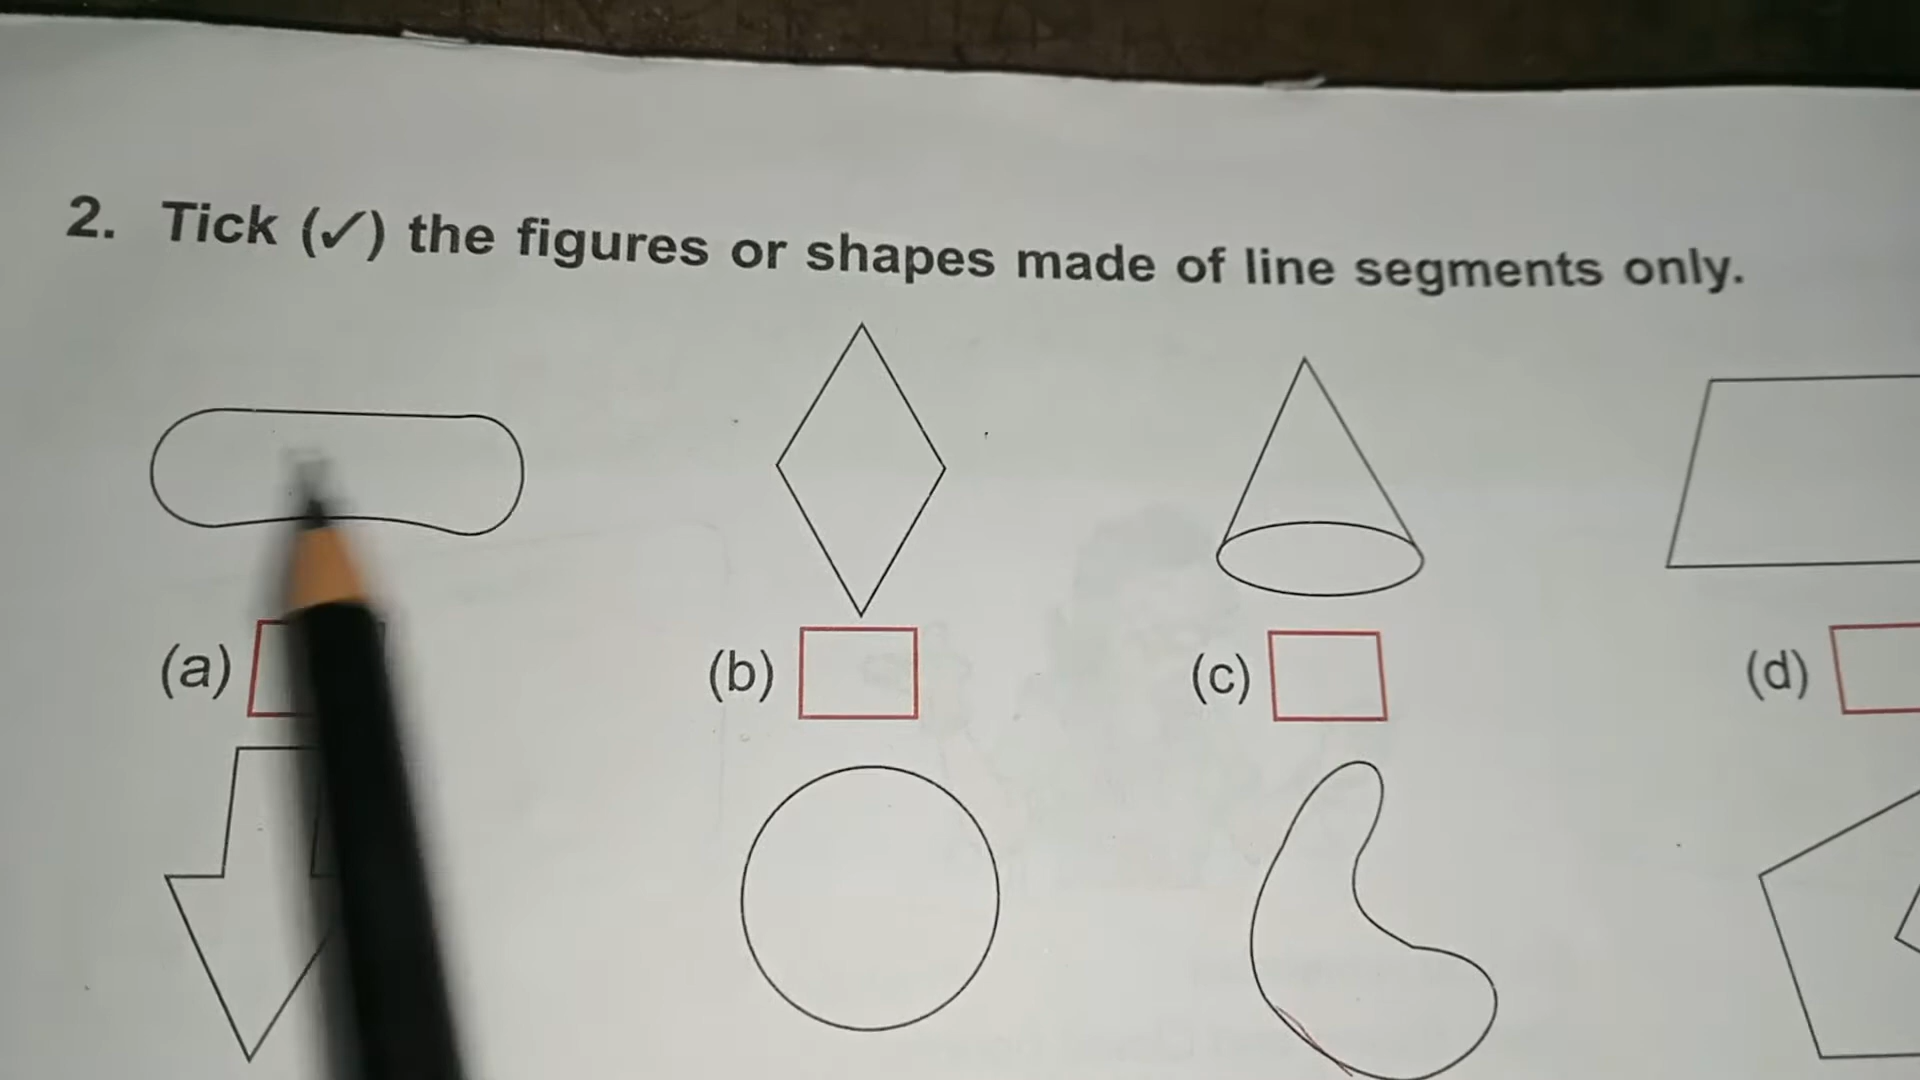 2. Tick (✓) the figures or shapes made of line segments only.
(a) (b) (c) (d)